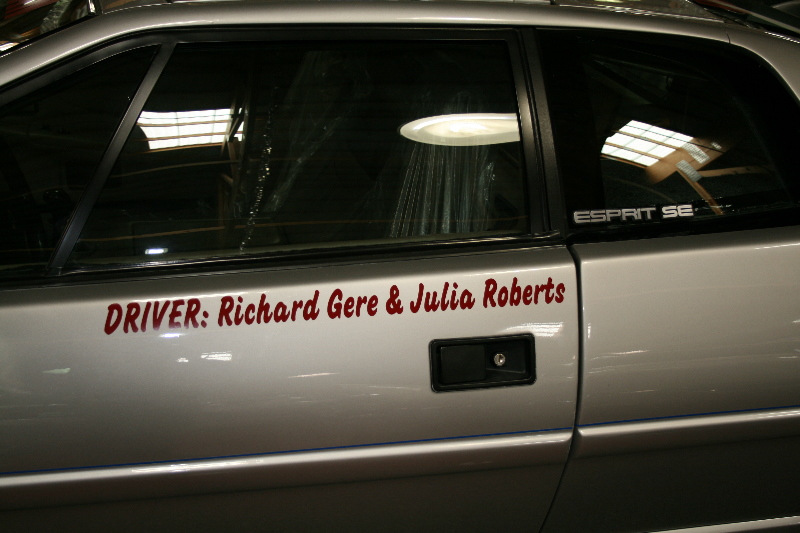 ESPRIT SE
DRIVER: Richard Gere & Julia Roberts